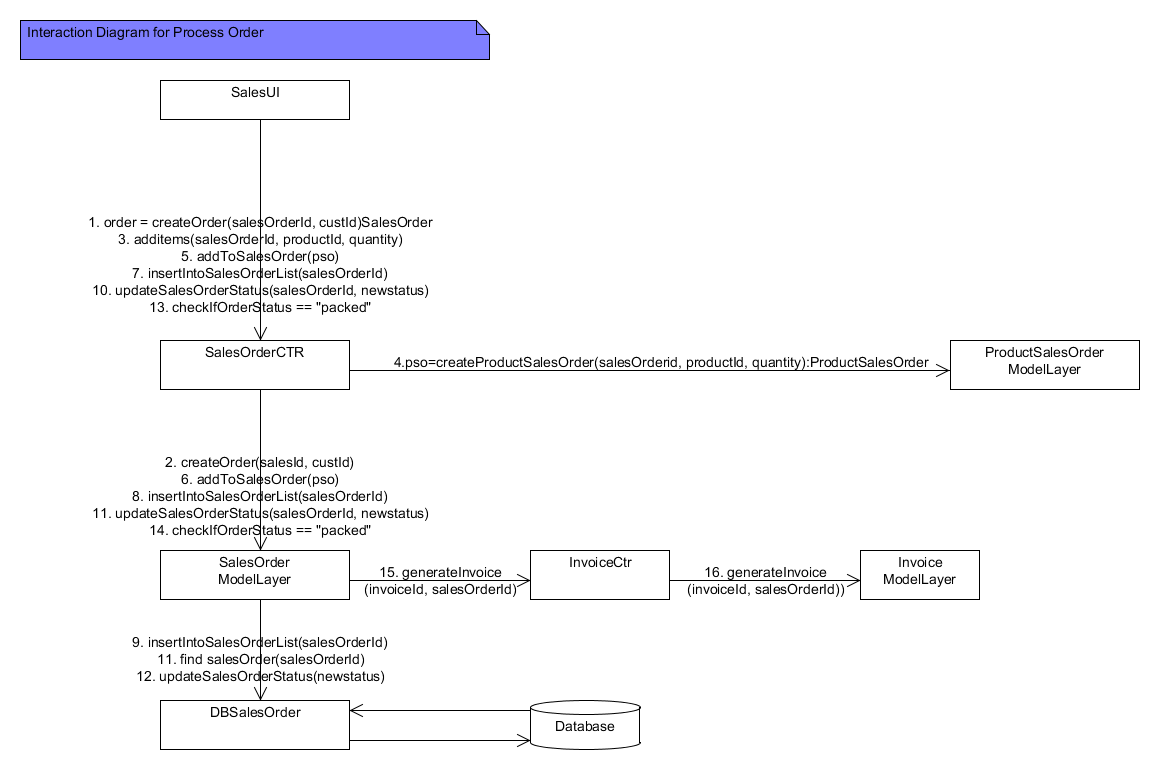 Interaction Diagram for Process Order
SalesUI
1. order = createOrder(salesOrderId, custId)SalesOrder
3. additems(salesOrderId, productId, quantity)
5. addToSalesOrder(pso)
7. insertIntoSalesOrderList(salesOrderId)
10. updateSalesOrderStatus(salesOrderId, newstatus)
13. checkIfOrderStatus == "packed"
SalesOrderCTR
4.pso=createProductSalesOrder(salesOrderid, productId, quantity):ProductSalesOrder
ProductSalesOrder
ModelLayer
2. createOrder(salesId, custId)
6. addToSalesOrder(pso)
8. insertIntoSalesOrderList(salesOrderId)
11. updateSalesOrderStatus(salesOrderId, newstatus)
14. checkIfOrderStatus == "packed"
SalesOrder
ModelLayer
15. generateInvoice
(invoiceId, salesOrderId)
InvoiceCtr
16. generateInvoice
(invoiceId, salesOrderId))
Invoice
ModelLayer
9. insertIntoSalesOrderList(salesOrderId)
11. find salesOrder(salesOrderId)
12. updateSalesOrderStatus(newstatus)
DBSalesOrder
Database